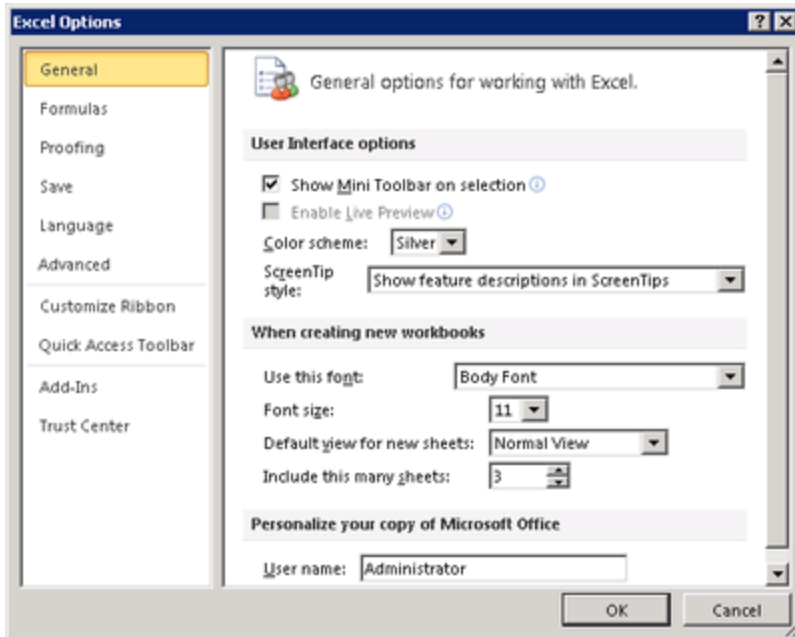 Excel Options
General
Formulas
Proofing
Save
Language
Advanced
Customize Ribbon
Quick Access Toolbar
Add-Ins
Trust Center
General options for working with Excel.
User Interface options
Show Mini Toolbar on selection
Enable Live Preview
Color scheme: Silver
ScreenTip style: Show feature descriptions in ScreenTips
When creating new workbooks
Use this font: Body Font
Font size: 11
Default view for new sheets: Normal View
Include this many sheets: 3
Personalize your copy of Microsoft Office
User name: Administrator
OK Cancel